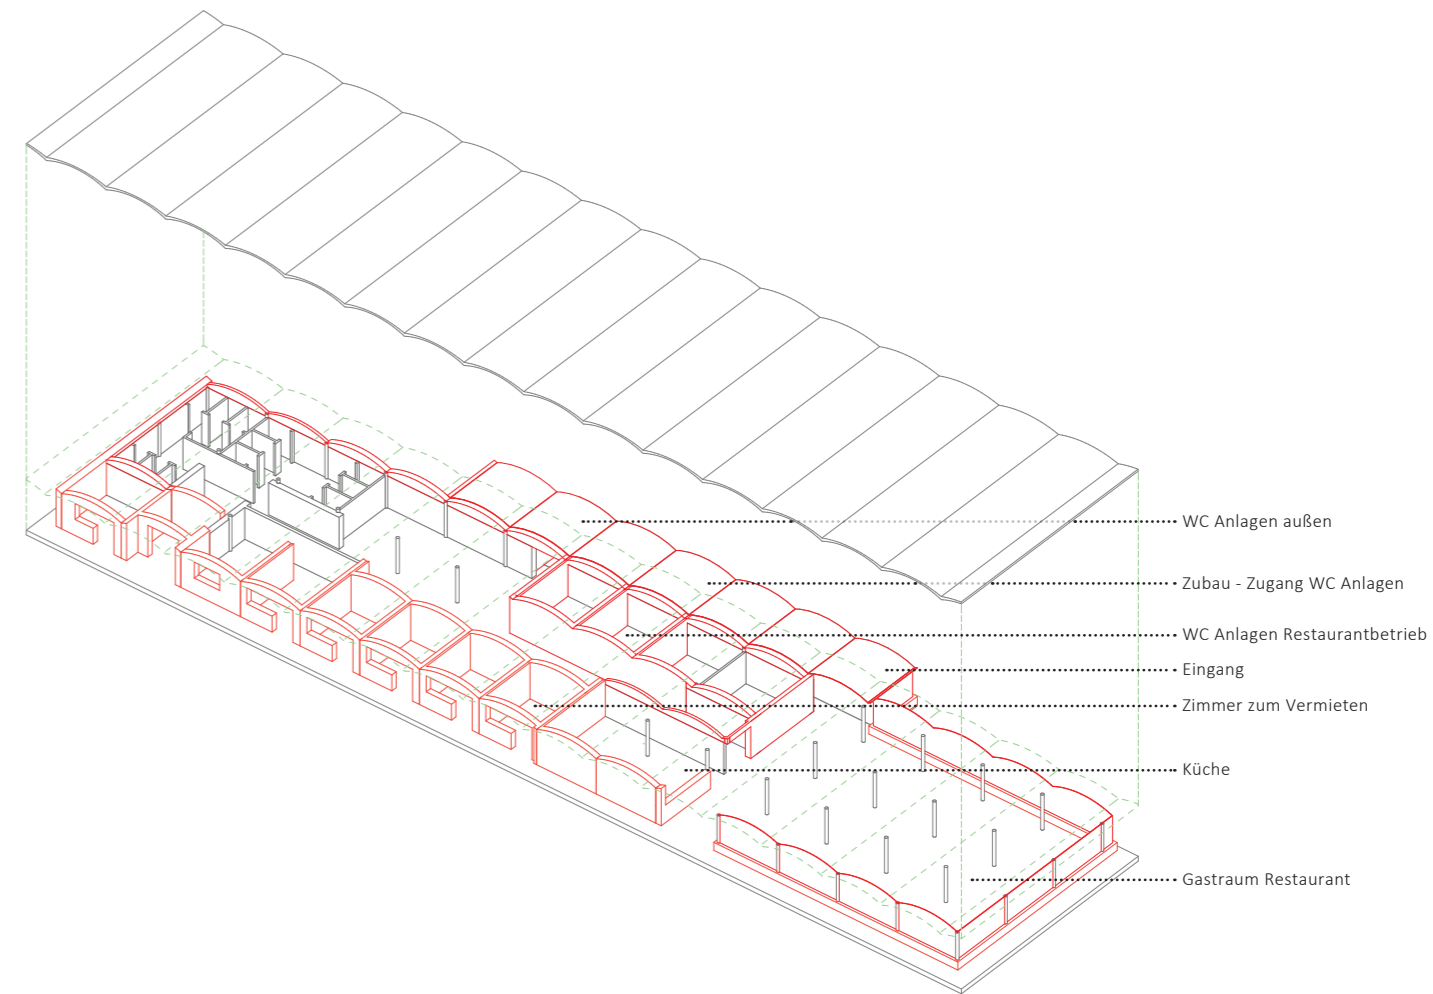 WC Anlagen außen
Zubau - Zugang WC Anlagen
WC Anlagen Restaurantbetrieb
Eingang
Zimmer zum Vermieten
Küche
Gastraum Restaurant